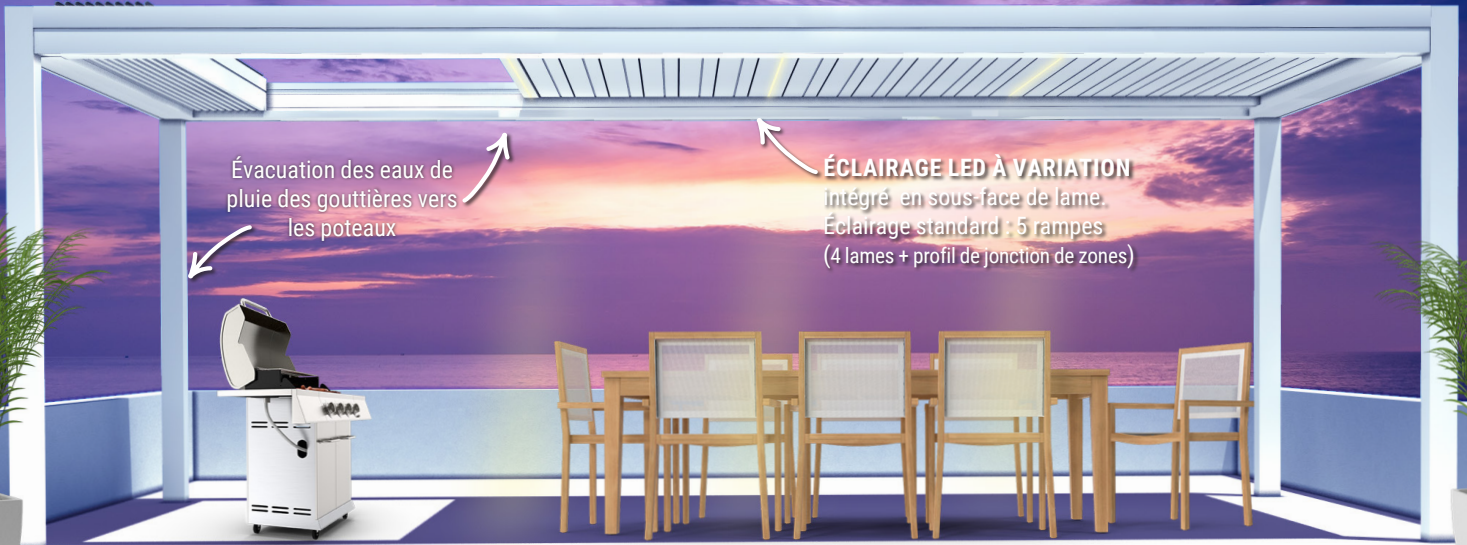 Évacuation des eaux de
pluie des gouttières vers
les poteaux
ÉCLAIRAGE LED À VARIATION
intégré en sous-face de lame.
Éclairage standard : 5 rampes
(4 lames + profil de jonction de zones)